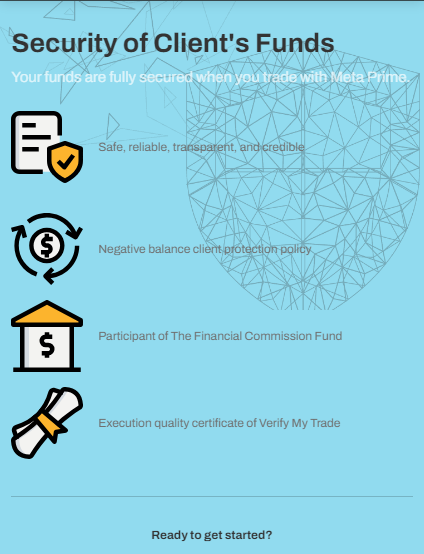 Security of Client's Funds
Your funds are fully secured when you trade with Meta Prime.
Safe, reliable, transparent, and credible
Negative balance client protection policy
$
Participant of The Financial Commission Fund
$
Execution quality certificate of Verify My Trade
Ready to get started?